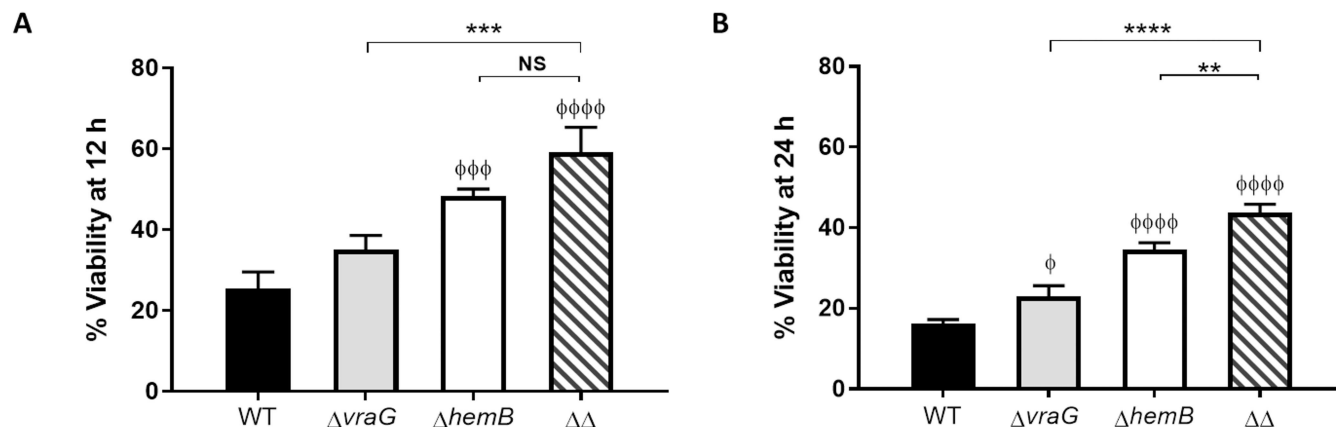 A
% Viability at 12 h
80
60
40
20
0
***
NS
ϕϕϕ
ϕϕϕϕ
WT
ΔvraG
ΔhemB
ΔΔ
B
% Viability at 24 h
80
60
40
20
0
****
**
ϕ
ϕϕϕϕ
ϕϕϕϕ
WT
ΔvraG
ΔhemB
ΔΔ